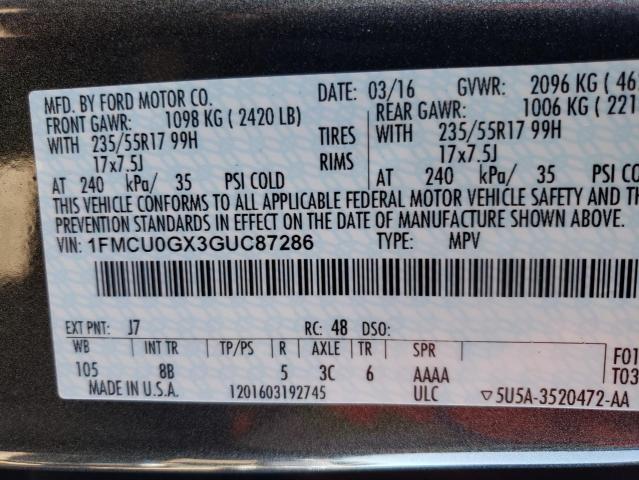 MFD. BY FORD MOTOR CO. DATE: 03/16 GVWR: 2096 KG ( 46
FRONT GAWR: 1098 KG ( 2420 LB) REAR GAWR: 1006 KG ( 221
WITH 235/55R17 99H TIRES WITH 235/55R17 99H
17x7.5J RIMS 17x7.5J
AT 240 kPa/ 35 PSI COLD AT 240 kPa/ 35 PSI CO
THIS VEHICLE CONFORMS TO ALL APPLICABLE FEDERAL MOTOR VEHICLE SAFETY AND T
PREVENTION STANDARDS IN EFFECT ON THE DATE OF MANUFACTURE SHOWN ABOVE.
VIN: 1FMCU0GX3GUC87286 TYPE: MPV
EXT PNT: J7 RC: 48 DSO:
WB INT TR TP/PS R AXLE TR SPR
105 8B 5 3C 6 AAAA
F01
T03
MADE IN U.S.A. 1201603192745 ULC ▽5U5A-3520472-AA